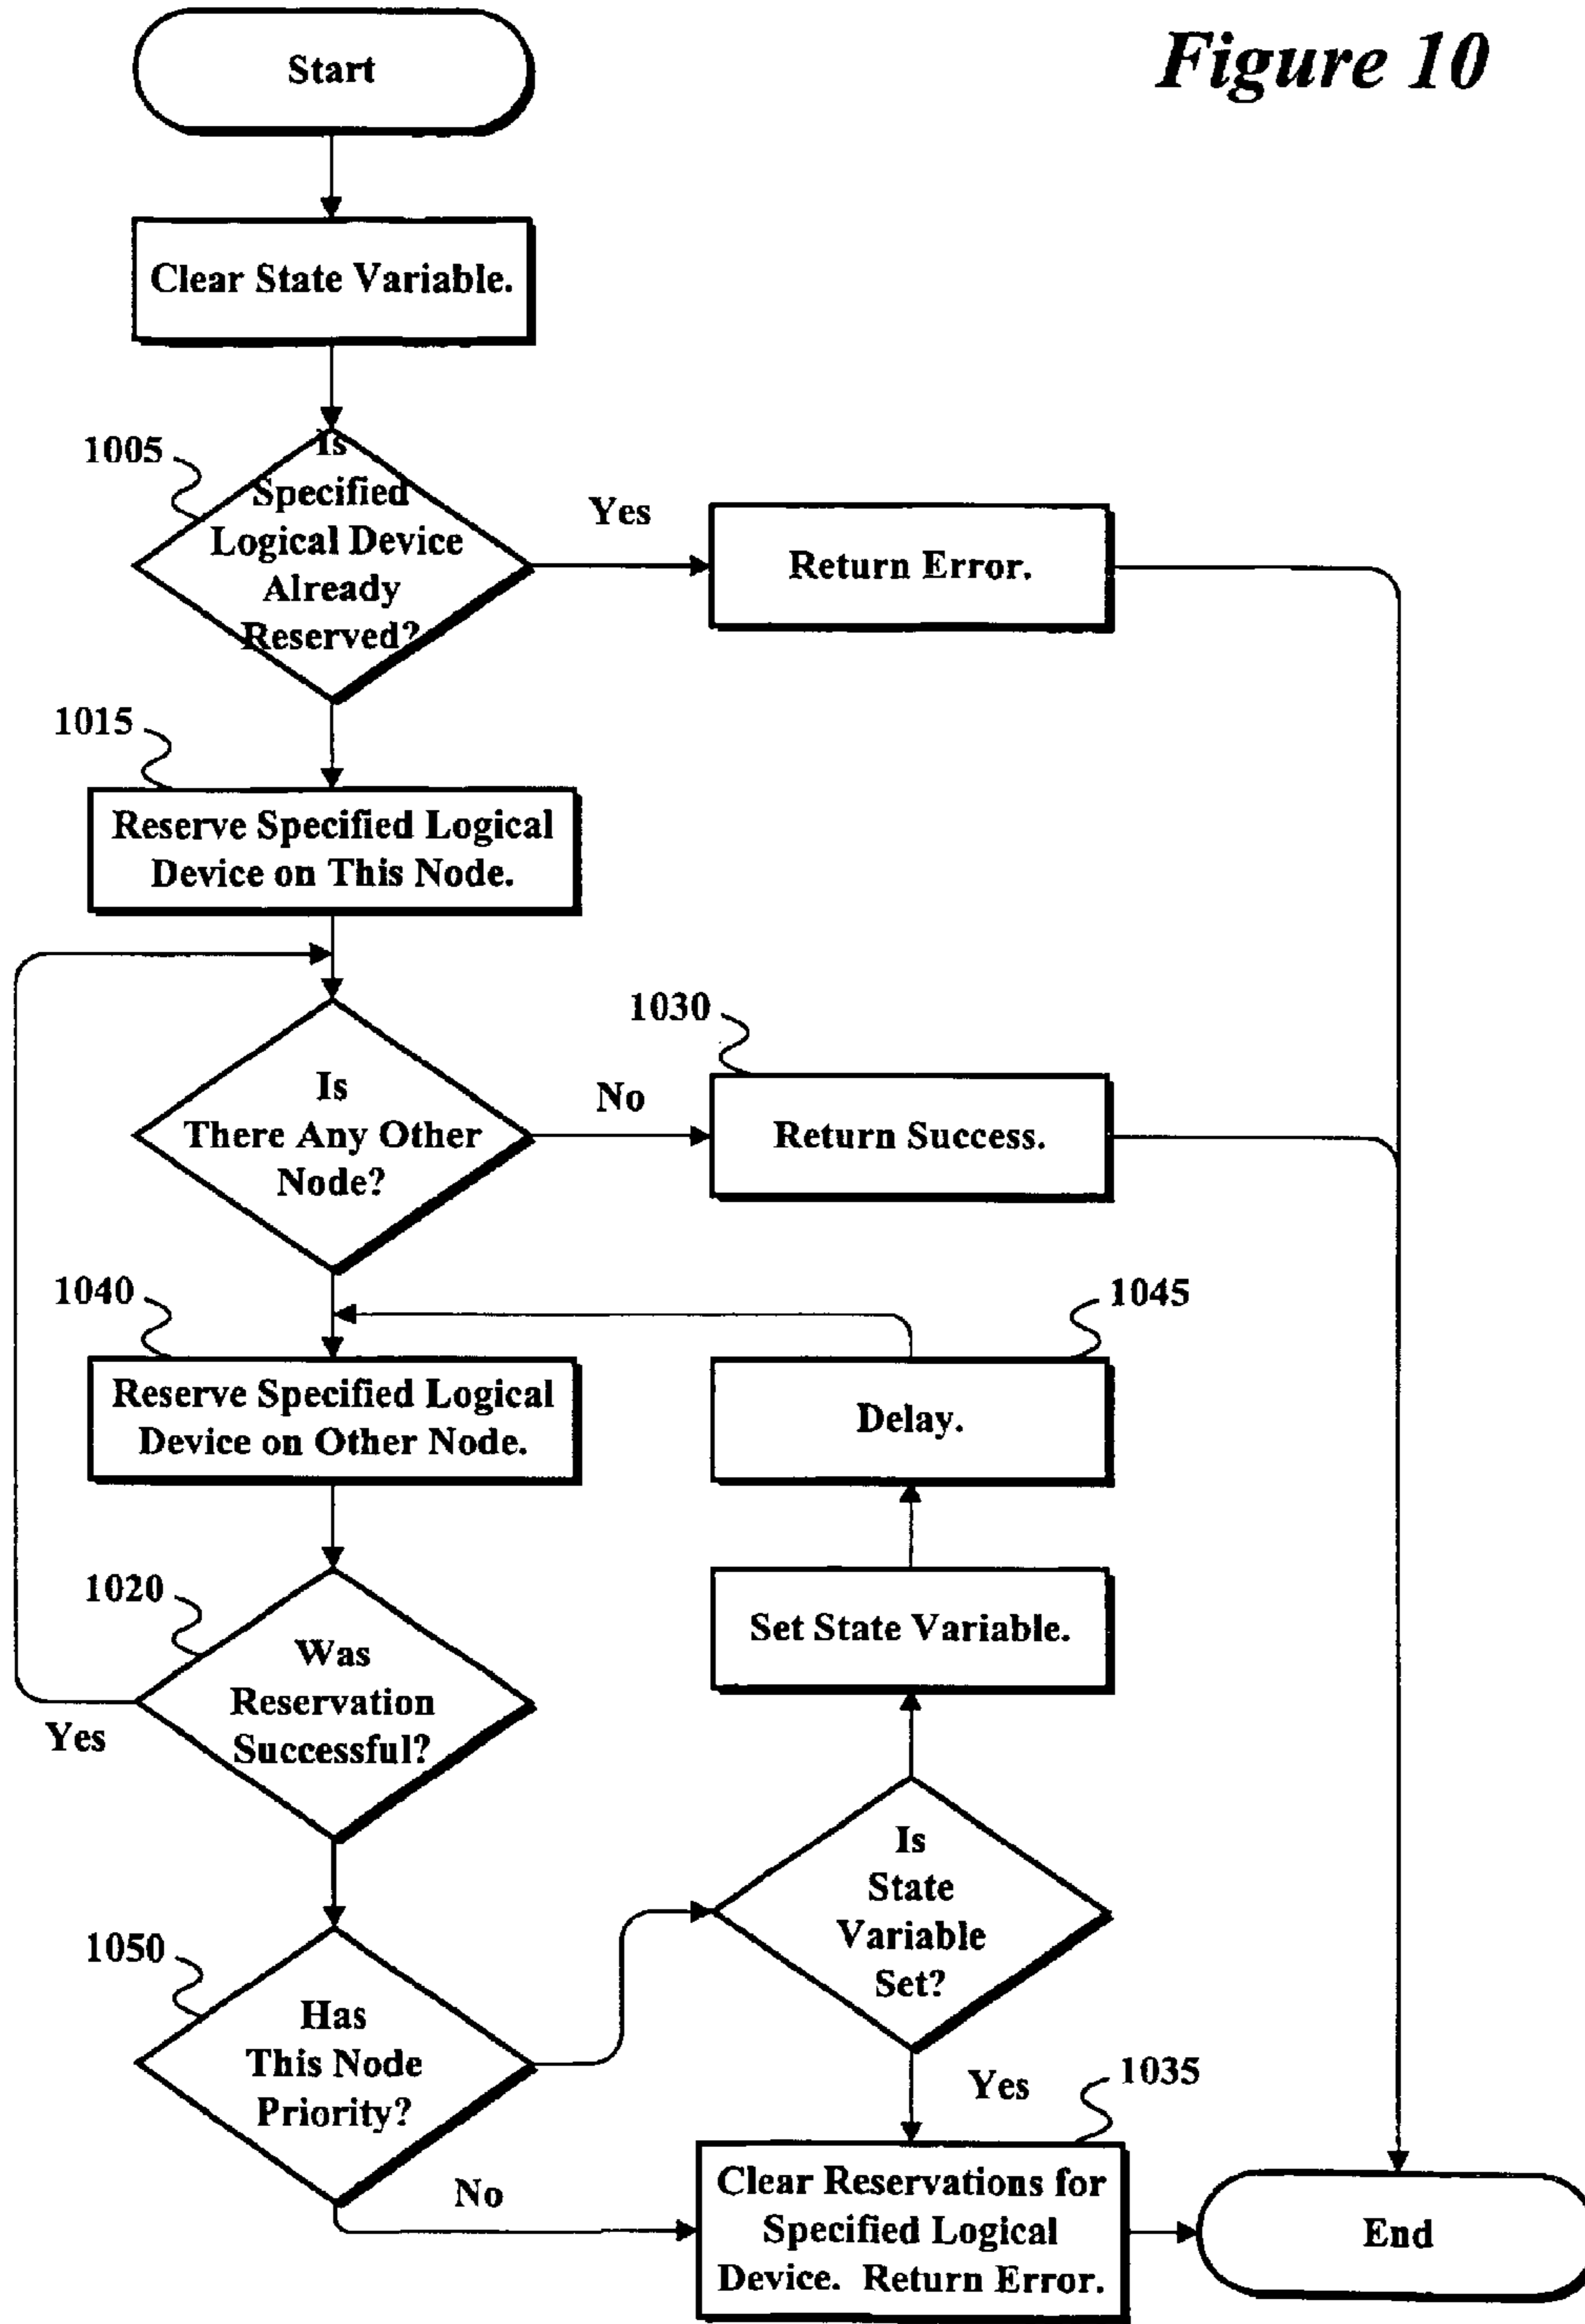 Figure 10
Start
Clear State Variable.
1005
Is
Specified
Logical Device
Already
Reserved?
Yes
Return Error.
1015
Reserve Specified Logical
Device on This Node.
Is
There Any Other
Node?
No
1030
Return Success.
1040
Reserve Specified Logical
Device on Other Node.
1045
Delay.
1020
Was
Reservation
Successful?
Yes
Set State Variable.
1050
Has
This Node
Priority?
No
Is
State
Variable
Set?
Yes
1035
Clear Reservations for
Specified Logical
Device. Return Error.
End